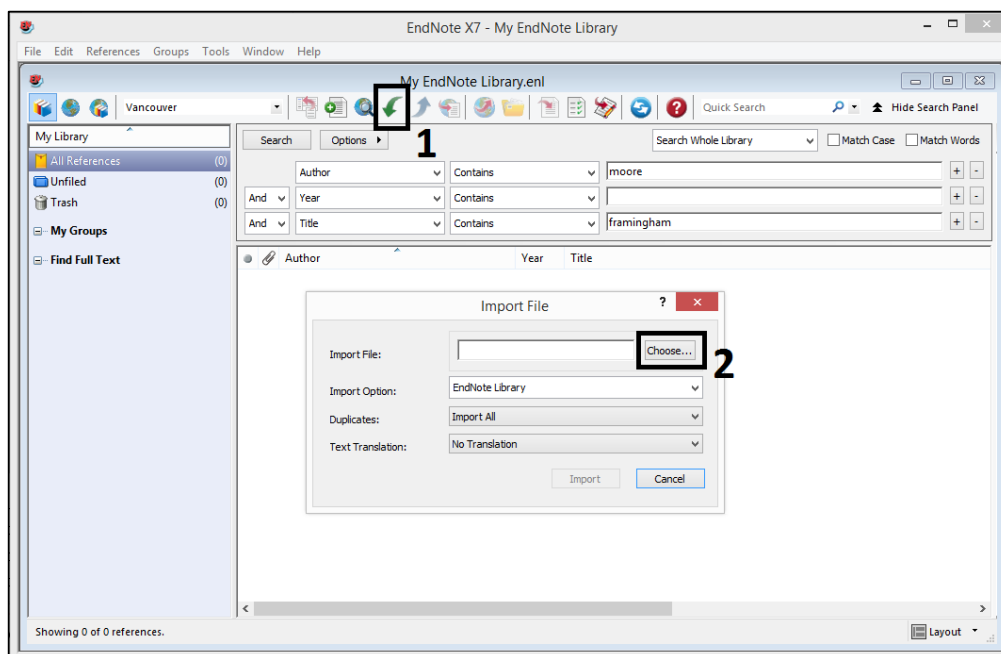 EndNote X7 - My EndNote Library
File Edit References Groups Tools Window Help
My EndNote Library.enl
Vancouver Quick Search Hide Search Panel
My Library
All References (0)
Unfiled (0)
Trash (0)
My Groups
Find Full Text
Search Options 1 Search Whole Library Match Case Match Words
Author Contains moore + -
And Year Contains + -
And Title Contains framingham + -
Author Year Title
Import File ? ×
Import File: Choose... 2
Import Option: EndNote Library
Duplicates: Import All
Text Translation: No Translation
Import Cancel
Showing 0 of 0 references. Layout